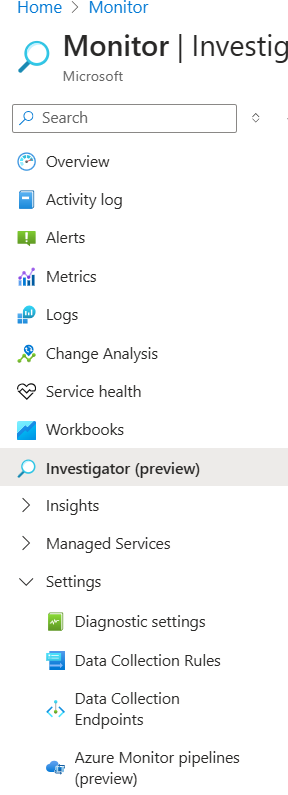 Home > Monitor
Monitor | Investig
Microsoft
Search
Overview
Activity log
Alerts
Metrics
Logs
Change Analysis
Service health
Workbooks
Investigator (preview)
Insights
Managed Services
Settings
Diagnostic settings
Data Collection Rules
Data Collection
Endpoints
Azure Monitor pipelines
(preview)